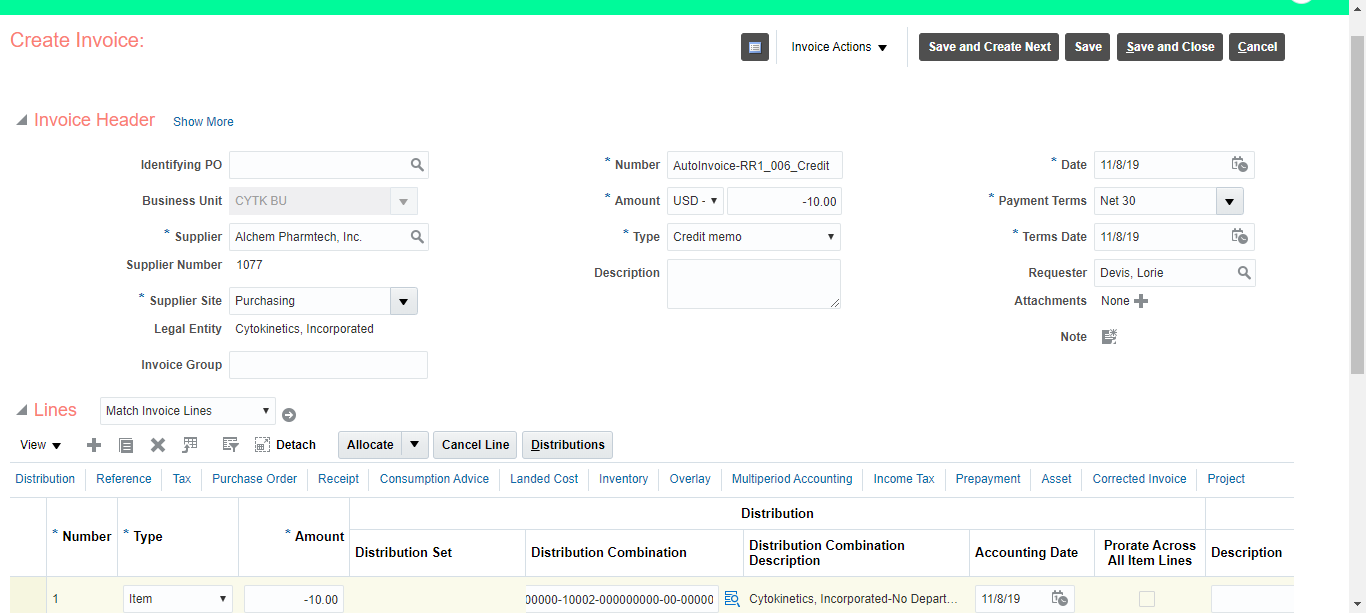 Create Invoice:
Invoice Actions
Save and Create Next
Save
Save and Close
Cancel
Invoice Header
Show More
Identifying PO
Business Unit CYTK BU
* Supplier Alchem Pharmtech, Inc.
Supplier Number 1077
* Supplier Site Purchasing
Legal Entity Cytokinetics, Incorporated
Invoice Group
* Number AutoInvoice-RR1_006_Credit
* Amount USD - -10.00
* Type Credit memo
Description
* Date 11/8/19
* Payment Terms Net 30
* Terms Date 11/8/19
Requester Devis, Lorie
Attachments None
Note
Lines
Match Invoice Lines
View
Detach
Allocate
Cancel Line
Distributions
Distribution
Reference
Tax
Purchase Order
Receipt
Consumption Advice
Landed Cost
Inventory
Overlay
Multiperiod Accounting
Income Tax
Prepayment
Asset
Corrected Invoice
Project
* Number
* Type
* Amount
Distribution
Distribution Set
Distribution Combination
Distribution Combination
Description
Accounting Date
Prorate Across
All Item Lines
Description
1
Item
-10.00
00000-10002-000000000-00-00000
Cytokinetics, Incorporated-No Depart...
11/8/19